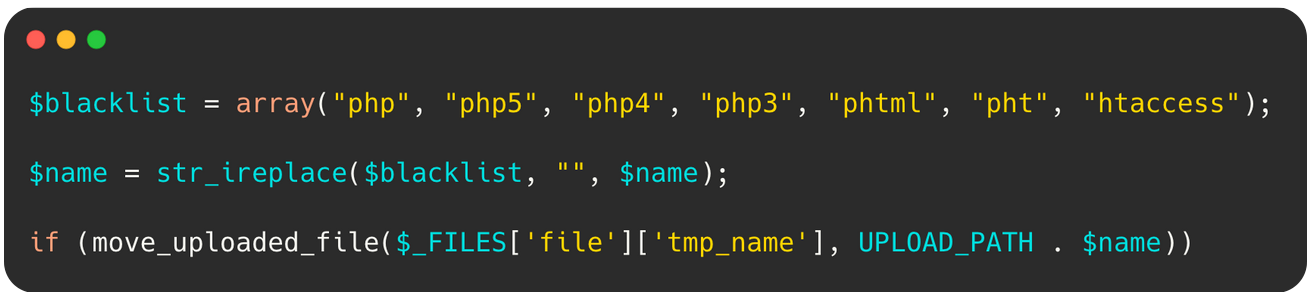 $blacklist = array("php", "php5", "php4", "php3", "phtml", "pht", "htaccess");
$name = str_ireplace($blacklist, "", $name);
if (move_uploaded_file($_FILES['file']['tmp_name'], UPLOAD_PATH . $name))